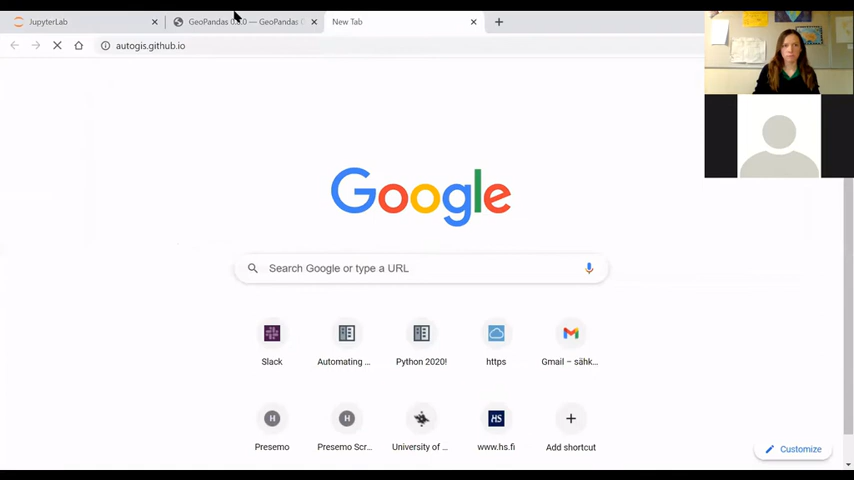 JupyterLab
GeoPandas 0.8.0 — GeoPandas
New Tab
autogis.github.io
Google
Search Google or type a URL
Slack
Automating ...
Python 2020!
https
Gmail – sähk...
Presemo
Presemo Scr...
University of ...
www.hs.fi
Add shortcut
Customize